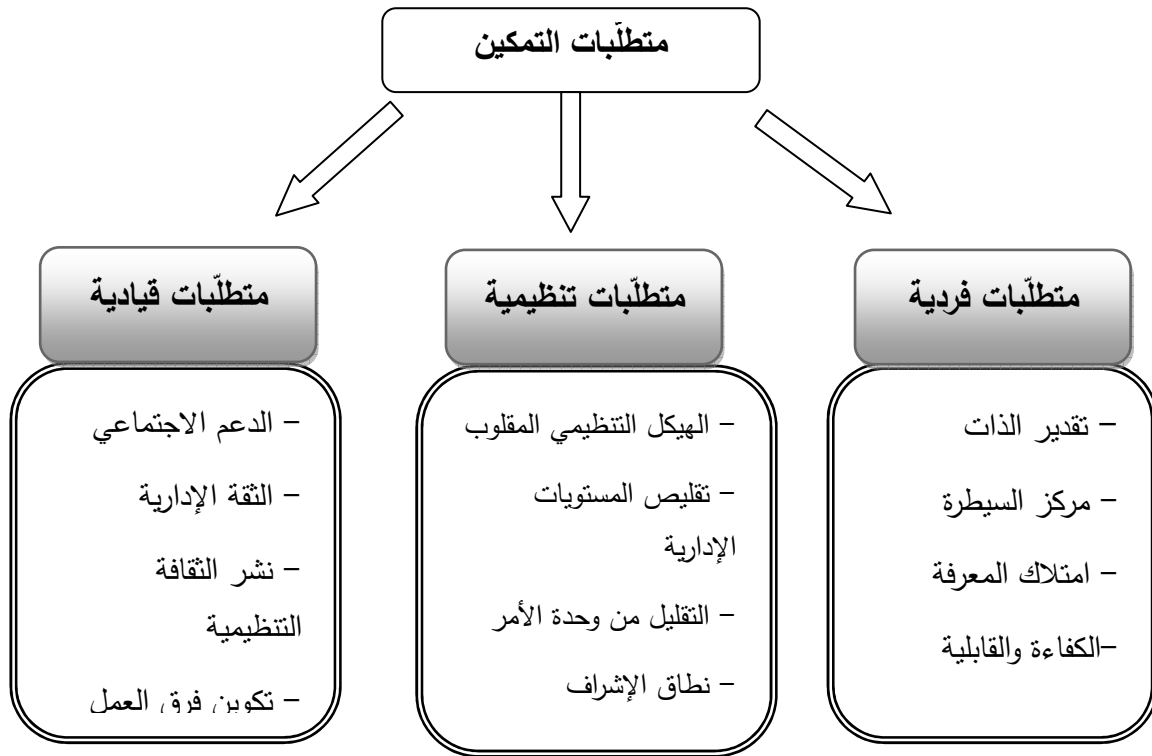 متطلّبات التمكين
متطلّبات فردية
– تقدير الذات
– مركز السيطرة
– امتلاك المعرفة
–الكفاءة والقابلية
متطلّبات تنظيمية
– الهيكل التنظيمي المقلوب
– تقليص المستويات
الإدارية
– التقليل من وحدة الأمر
– نطاق الإشراف
متطلّبات قيادية
– الدعم الاجتماعي
– الثقة الإدارية
– نشر الثقافة
التنظيمية
– تكوين فرق العمل